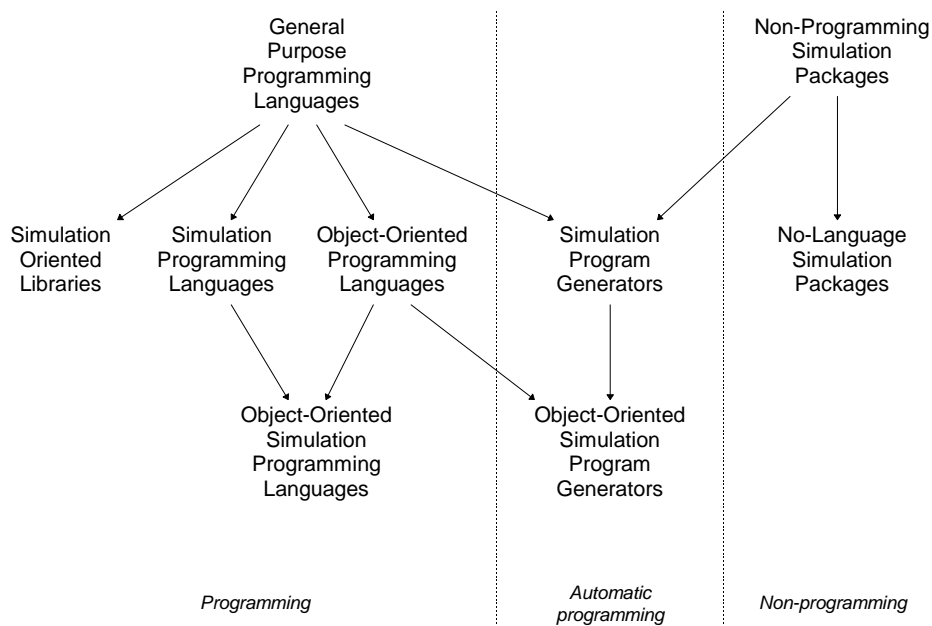 General
Purpose
Programming
Languages
Non-Programming
Simulation
Packages
Simulation
Oriented
Libraries
Simulation
Programming
Languages
Object-Oriented
Programming
Languages
Simulation
Program
Generators
No-Language
Simulation
Packages
Object-Oriented
Simulation
Programming
Languages
Object-Oriented
Simulation
Program
Generators
Programming
Automatic
programming
Non-programming